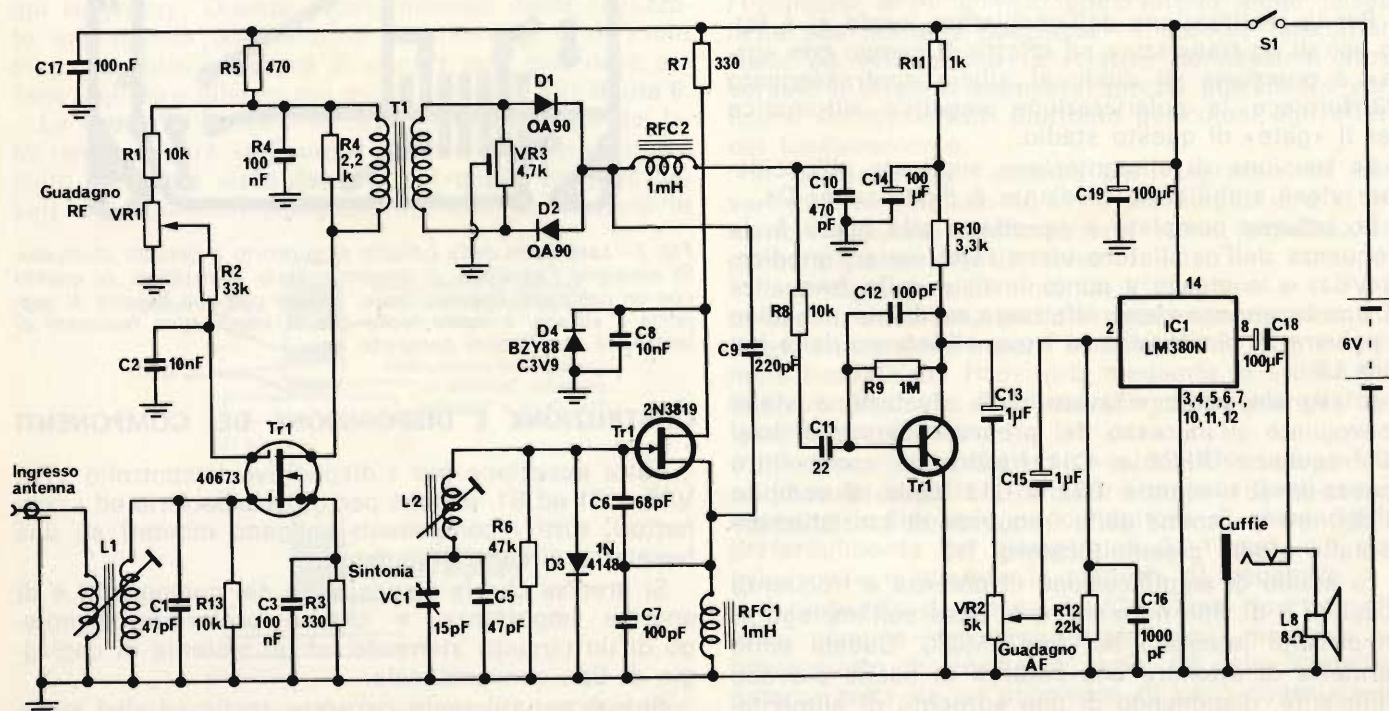 C17
100nF
R5
470
T1
D1
OA90
R7
330
RFC2
1mH
R11
1k
S1
R1
10k
R4
100
nF
R4
2,2
k
VR3
4,7k
D2
OA90
Guadagno
RF
VR1
R2
33k
C2
10nF
C10
470
pF
C14
100
µF
C19
100µF
R10
3,3k
C12
100pF
R8
10k
R9
1M
D4
BZY88
C3V9
C8
10nF
C9
220pF
14
2
IC1
LM380N
8
C18
100µF
6V
3,4,5,6,7,
C11
22
Tr1
C13
1µF
C15
1µF
Tr1
40673
2N3819
Tr1
Ingresso
antenna
L1
C1
47pF
R13
10k
C3
100
nF
R3
330
Sintonia
VC1
15pF
L2
R6
47k
C5
47pF
C6
68pF
D3
1N
4148
C7
100pF
RFC1
1mH
VR2
5k
Guadagno
AF
R12
22K
C16
1000
pF
Cuffie
L8
8Ω
COSTRUZIONE E DISPOSIZIONE DEI COMPONENTI